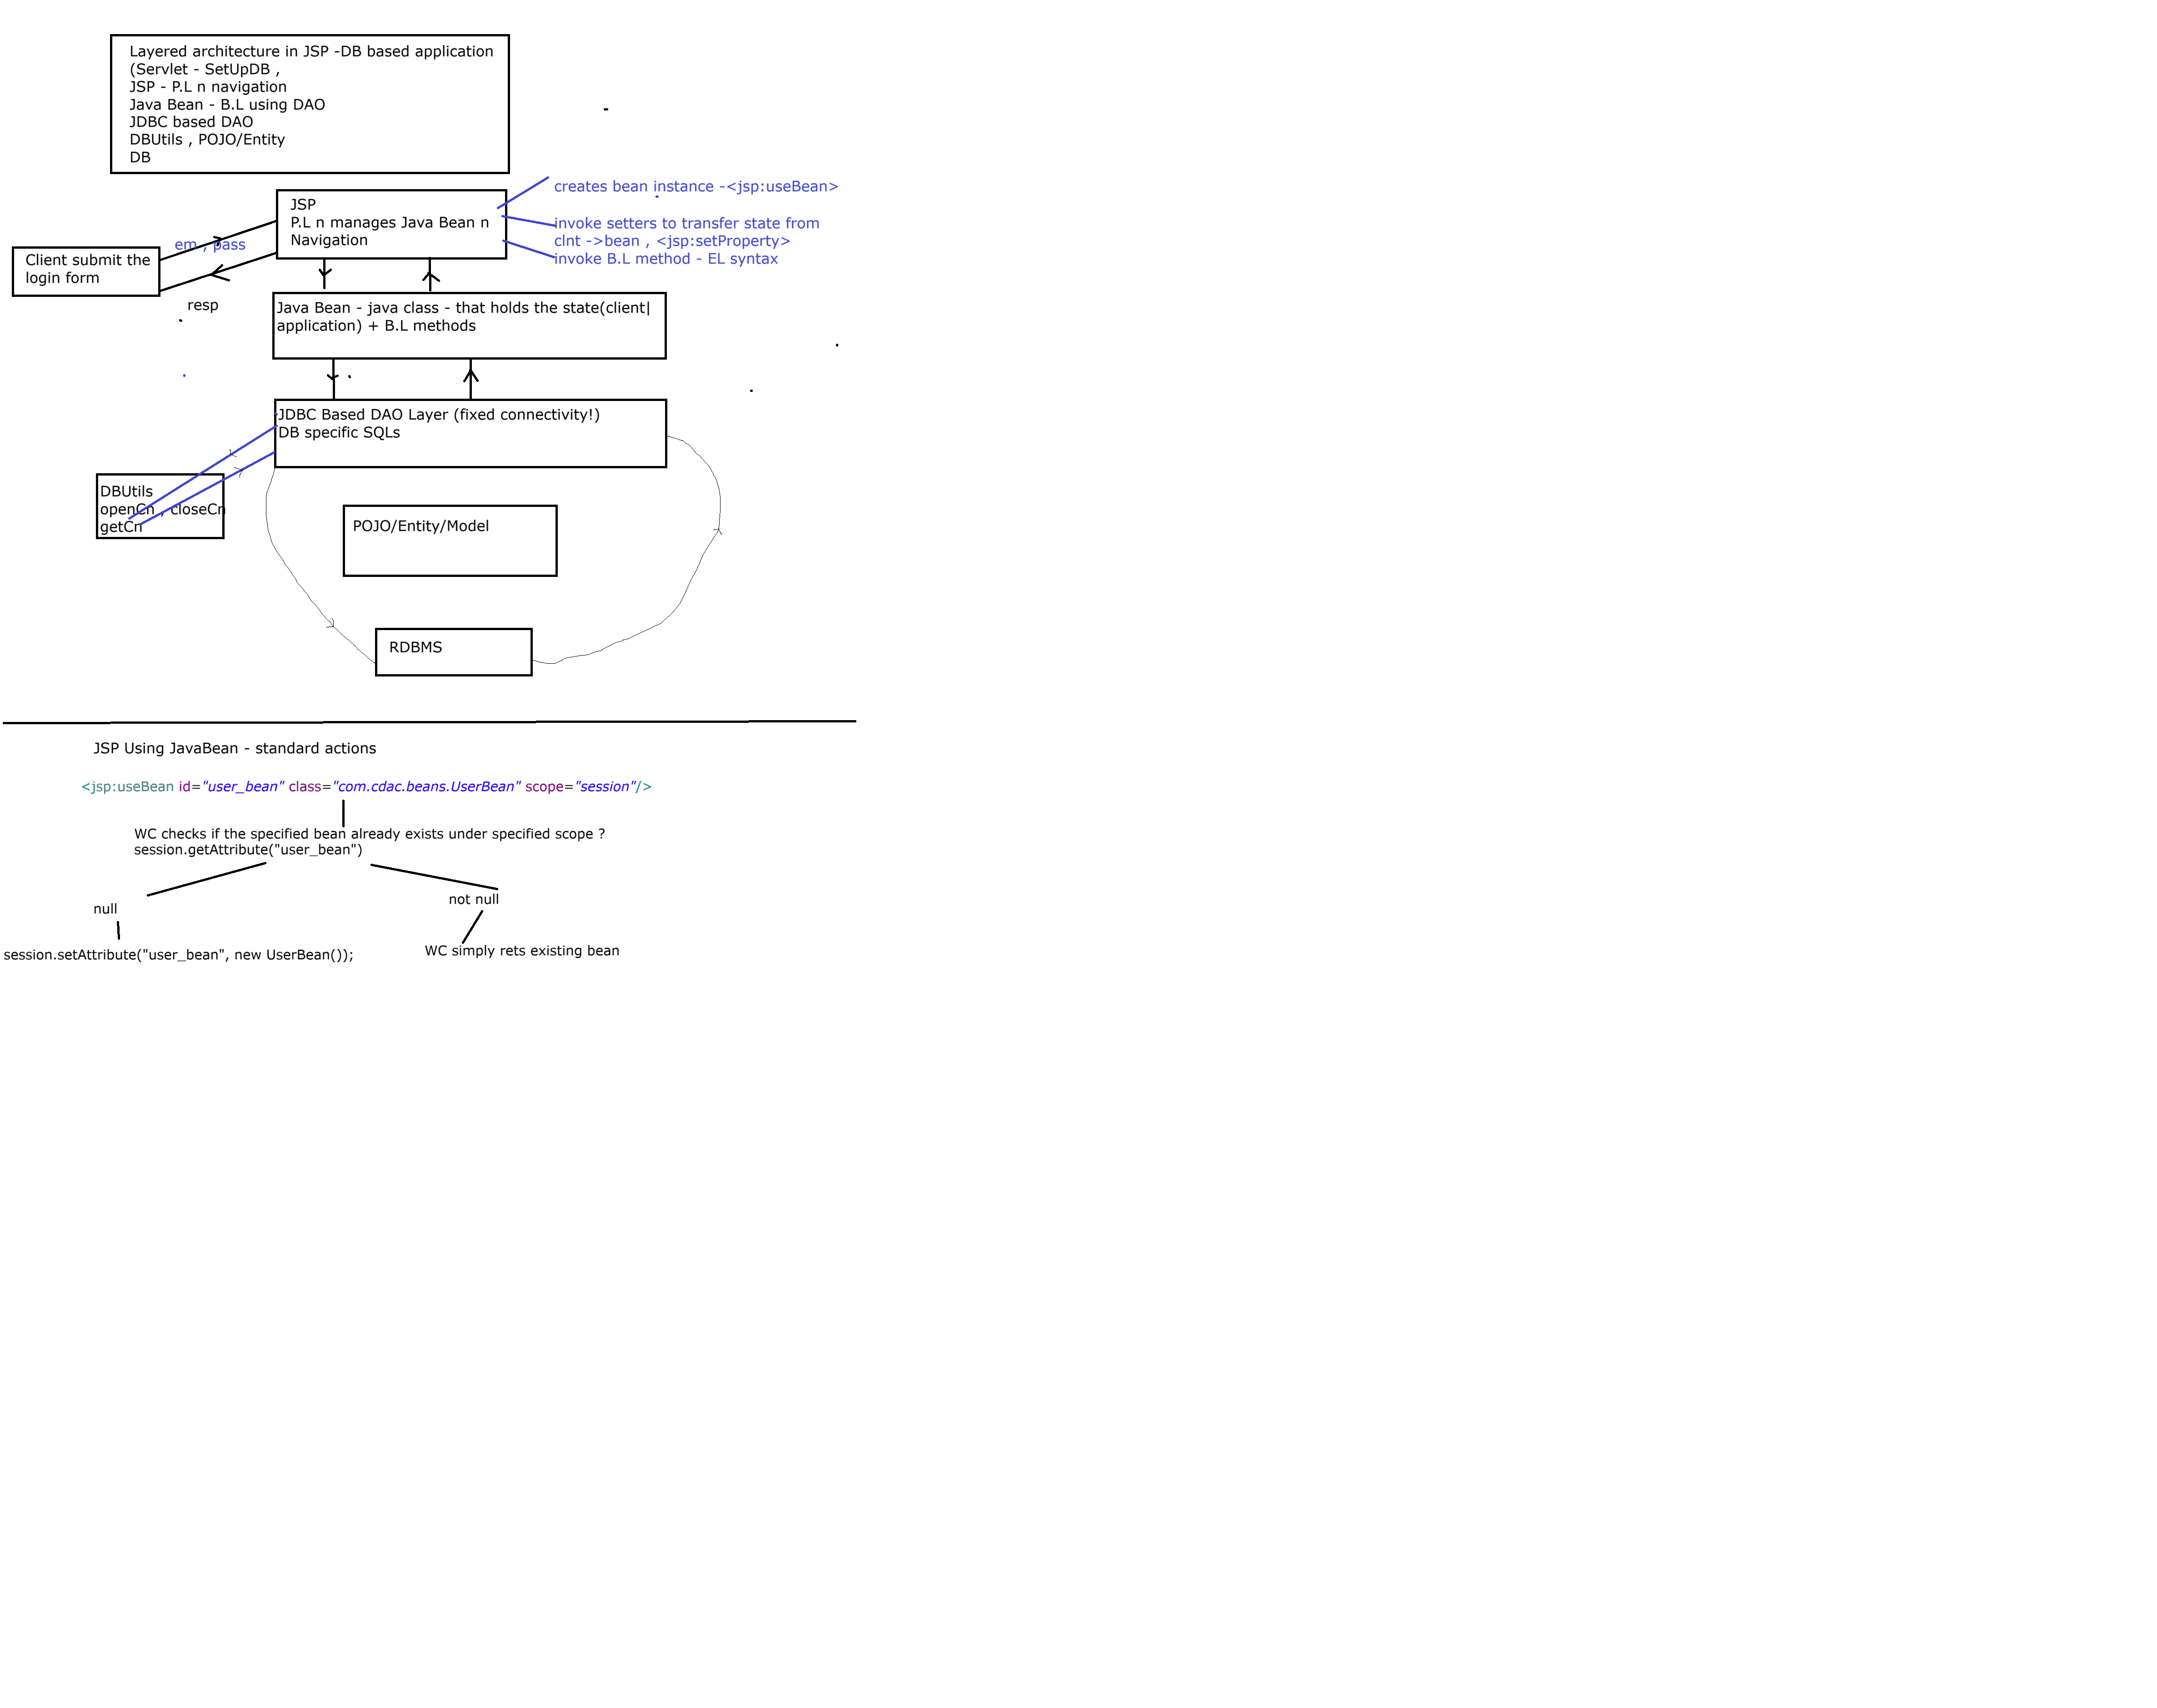 Layered architecture in JSP -DB based application
(Servlet - SetUpDB ,
JSP - P.L n navigation
Java Bean - B.L using DAO
JDBC based DAO
DBUtils , POJO/Entity
DB
creates bean instance -<jsp:useBean>
JSP
P.L n manages Java Bean n
Navigation
invoke setters to transfer state from
clnt ->bean , <jsp:setProperty>
invoke B.L method - EL syntax
em , pass
Client submit the
login form
resp
Java Bean - java class - that holds the state(client|
application) + B.L methods
JDBC Based DAO Layer (fixed connectivity!)
DB specific SQLs
DBUtils
openCn , closeCn
getCn
POJO/Entity/Model
RDBMS
JSP Using JavaBean - standard actions
<jsp:useBean id="user_bean" class="com.cdac.beans.UserBean" scope="session"/>
WC checks if the specified bean already exists under specified scope ?
session.getAttribute("user_bean")
null
not null
session.setAttribute("user_bean", new UserBean());
WC simply rets existing bean